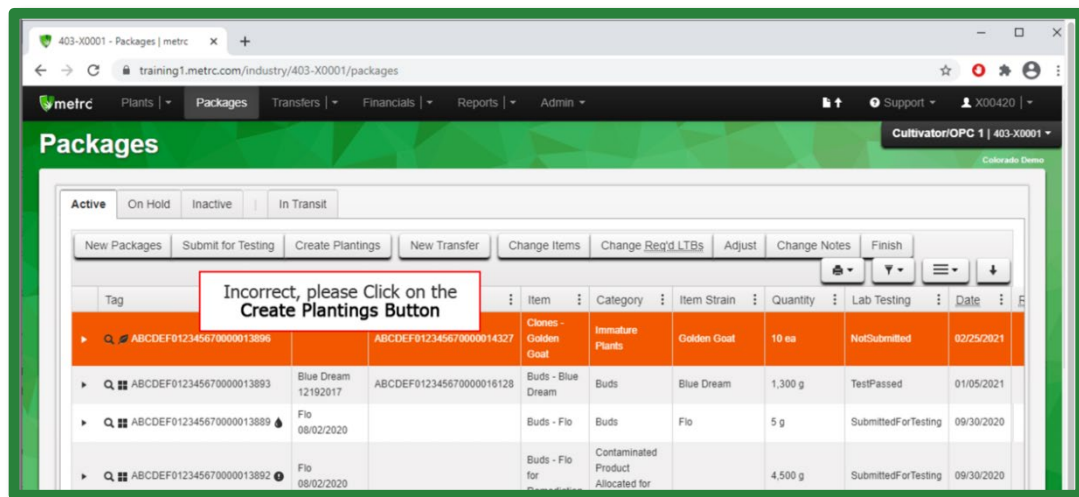 403-X0001 - Packages | metrc
training1.metrc.com/industry/403-X0001/packages
metrc Plants Packages Transfers Financials Reports Admin Support X00420
Packages
Cultivator/OPC 1 | 403-X0001
Colorado Demo
Active On Hold Inactive In Transit
New Packages Submit for Testing Create Plantings New Transfer Change Items Change Req'd LTBs Adjust Change Notes Finish
Incorrect, please Click on the
Create Plantings Button
Tag Item Category Item Strain Quantity Lab Testing Date
ABCDEF012345670000013896 ABCDEF012345670000014327 Clones - Golden Goat Immature Plants Golden Goat 10 ea NotSubmitted 02/25/2021
ABCDEF012345670000013893 Blue Dream 12192017 ABCDEF012345670000016128 Buds - Blue Dream Buds Blue Dream 1,300 g TestPassed 01/05/2021
ABCDEF012345670000013889 Flo 08/02/2020 Buds - Flo Buds Flo 5 g SubmittedForTesting 09/30/2020
ABCDEF012345670000013892 Flo 08/02/2020 Buds - Flo for Contaminated Product Allocated for 4,500 g SubmittedForTesting 09/30/2020